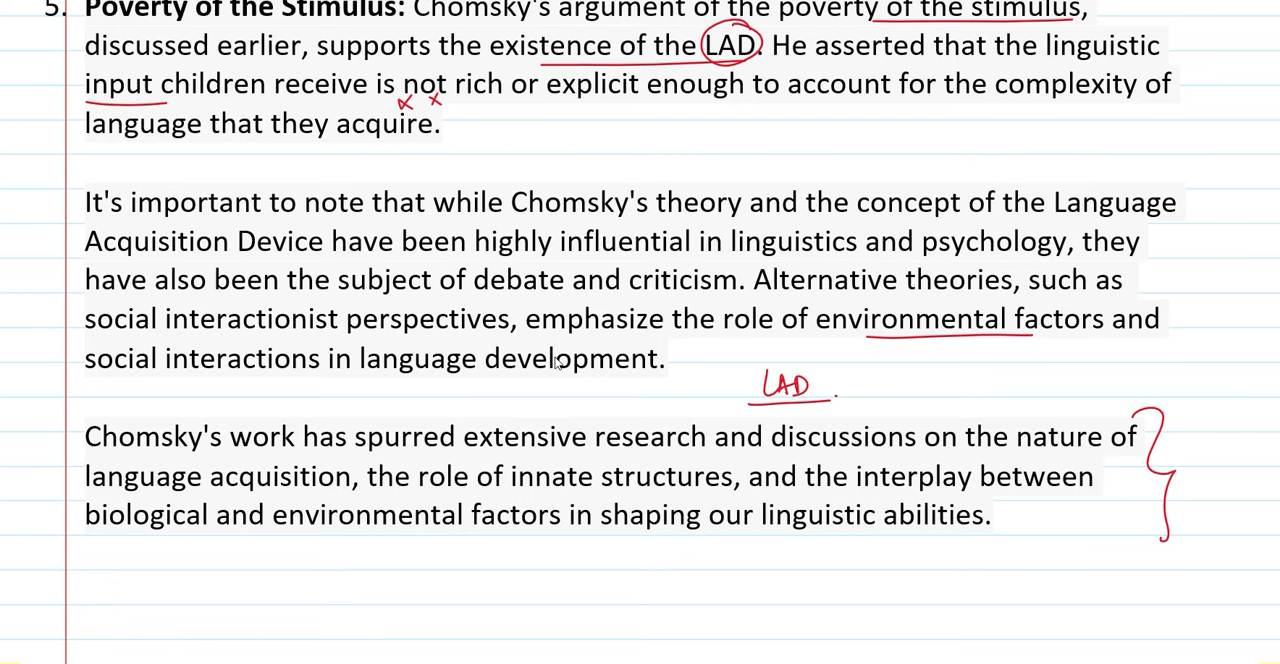 5. Poverty of the Stimulus: Chomsky's argument of the poverty of the stimulus,
discussed earlier, supports the existence of the LAD. He asserted that the linguistic
input children receive is not rich or explicit enough to account for the complexity of
language that they acquire.
It's important to note that while Chomsky's theory and the concept of the Language
Acquisition Device have been highly influential in linguistics and psychology, they
have also been the subject of debate and criticism. Alternative theories, such as
social interactionist perspectives, emphasize the role of environmental factors and
social interactions in language development.
LAD.
Chomsky's work has spurred extensive research and discussions on the nature of
language acquisition, the role of innate structures, and the interplay between
biological and environmental factors in shaping our linguistic abilities.